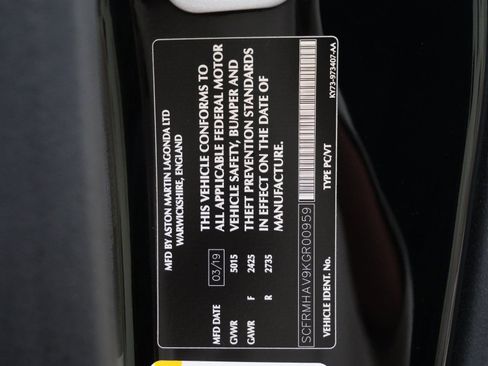 MFD BY ASTON MARTIN LAGONDA LTD
WARWICKSHIRE, ENGLAND
MFD DATE 03/19
GVWR 5015
GAWR F 2425
R 2735
THIS VEHICLE CONFORMS TO
ALL APPLICABLE FEDERAL MOTOR
VEHICLE SAFETY, BUMPER AND
THEFT PREVENTION STANDARDS
IN EFFECT ON THE DATE OF
MANUFACTURE.
SCFRMHAV9KGR00959
VEHICLE IDENT. No. TYPE PC/VT
KY73-973407-AA